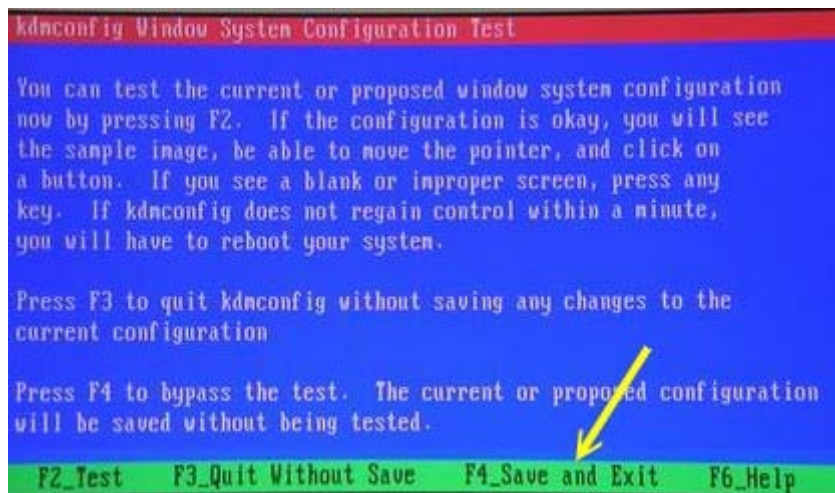 kdmconfig Window System Configuration Test
You can test the current or proposed window system configuration
now by pressing F2. If the configuration is okay, you will see
the sample image, be able to move the pointer, and click on
a button. If you see a blank or improper screen, press any
key. If kdmconfig does not regain control within a minute,
you will have to reboot your system.
Press F3 to quit kdmconfig without saving any changes to the
current configuration
Press F4 to bypass the test. The current or proposed configuration
will be saved without being tested.
F2_Test F3_Quit Without Save F4_Save and Exit F6_Help